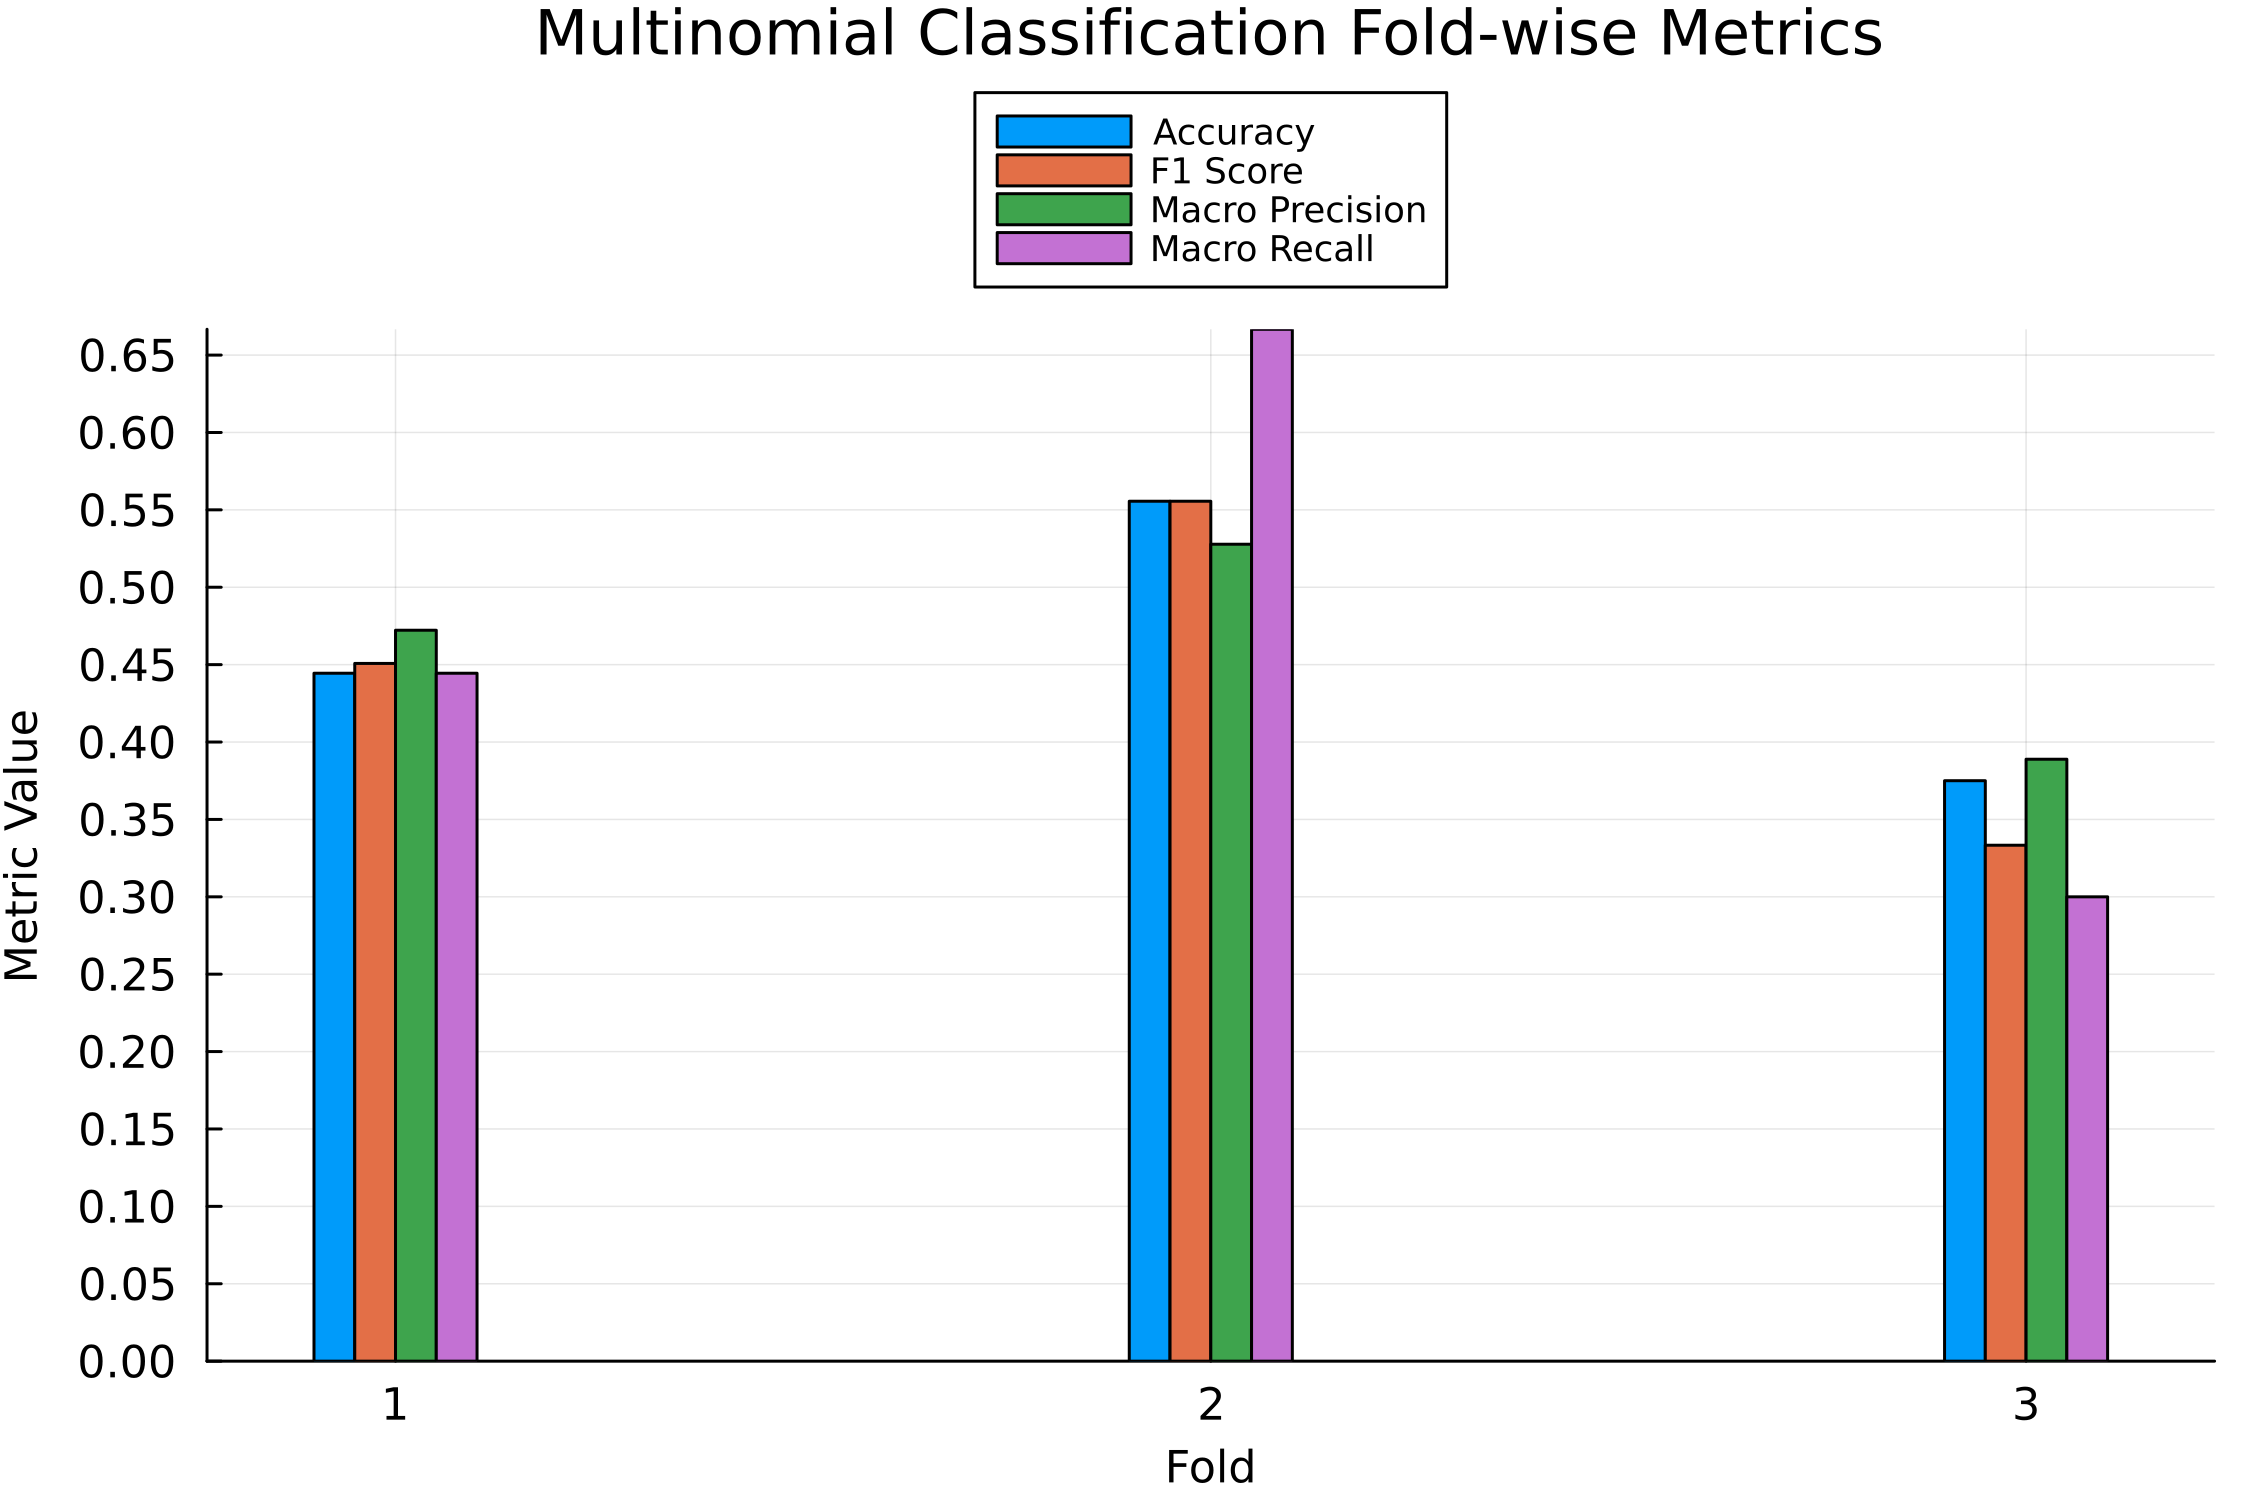 Multinomial Classification Fold-wise Metrics
Accuracy
F1 Score
Macro Precision
Macro Recall
0.65
0.60
0.55
0.50
0.45
0.40
0.35
0.30
0.25
0.20
0.15
0.10
0.05
0.00
Metric Value
1 2 3
Fold